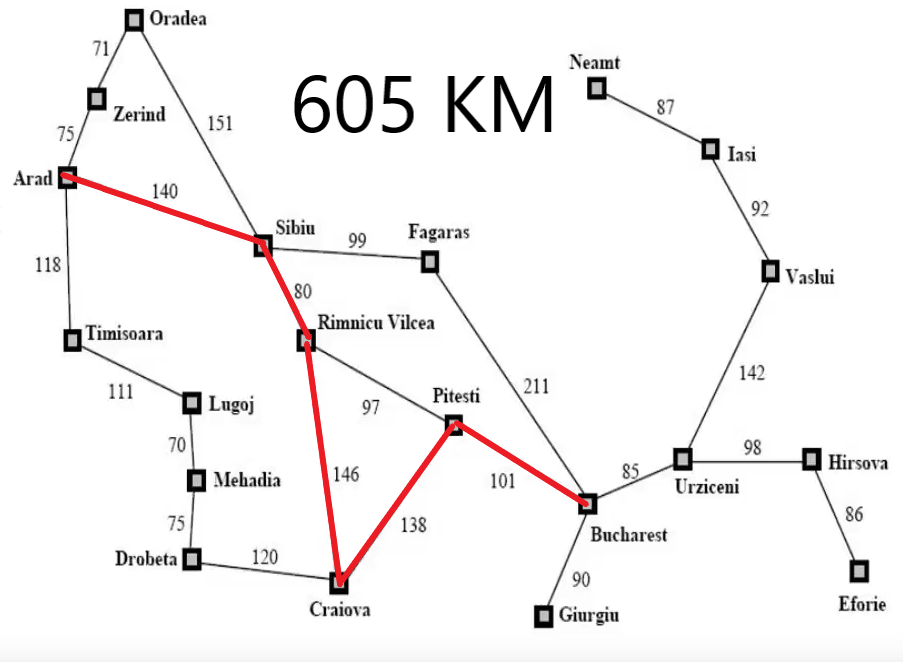 Oradea
71
Neamt
605 KM
87
Zerind
151
75
Iasi
Arad
140
92
Sibiu
Fagaras
99
118
Vaslui
80
Rimnicu Vilcea
Timisoara
142
211
111
Pitesti
97
Lugoj
70
98
Hirsova
146
101
85
Mehadia
Urziceni
86
75
138
Bucharest
Drobeta
120
90
Craiova
Giurgiu
Eforie